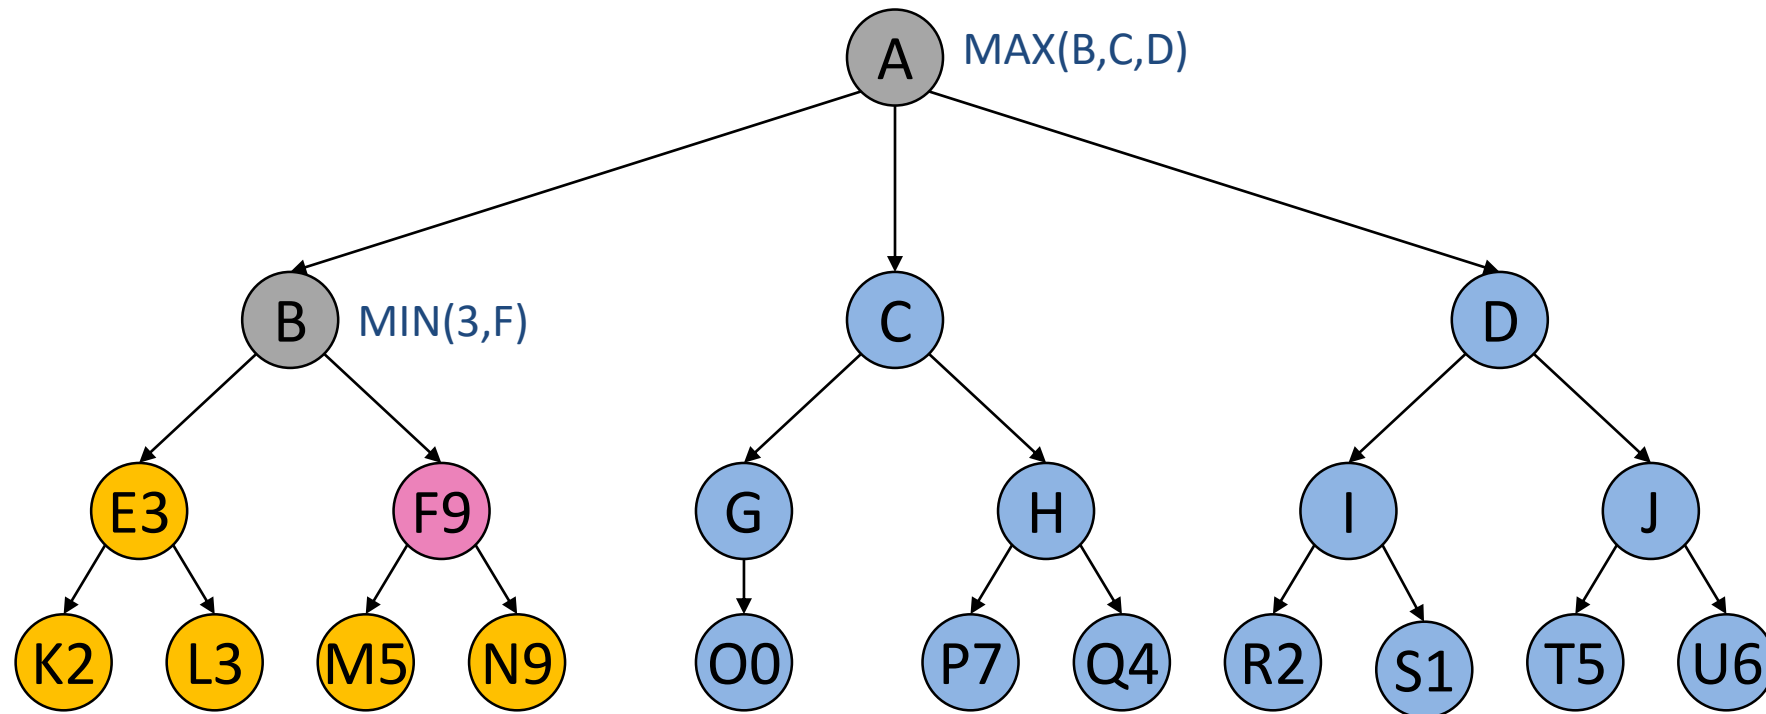 A MAX(B,C,D)
B MIN(3,F) C D
E3 F9 G H I J
K2 L3 M5 N9 O0 P7 Q4 R2 S1 T5 U6